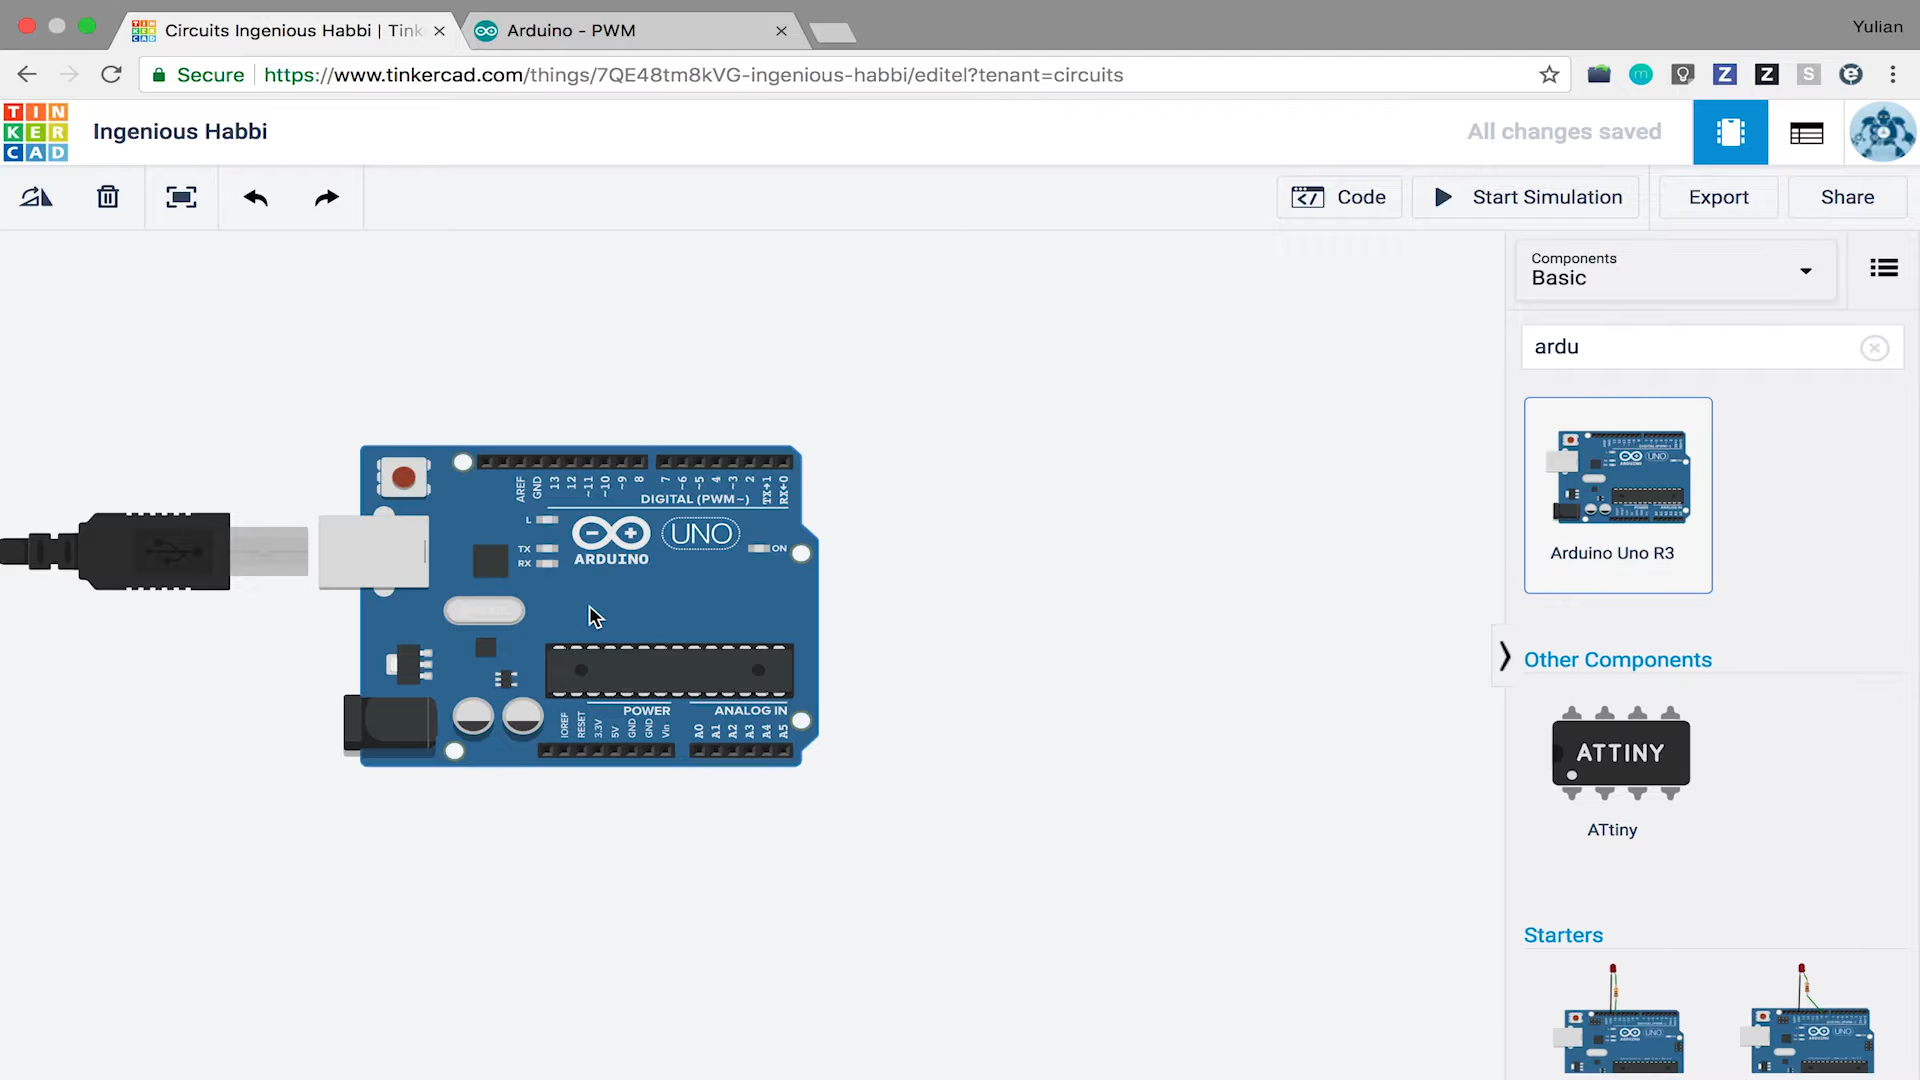 Circuits Ingenious Habbi | Tink
Arduino - PWM
Yulian
Secure
https://www.tinkercad.com/things/7QE48tm8kVG-ingenious-habbi/editel?tenant=circuits
m
Z
Z
S
e
TIN
KER
CAD
Ingenious Habbi
All changes saved
Code
Start Simulation
Export
Share
Components
Basic
ardu
AREF
GND
13
12
~11
~10
~9
8
7
~6
~5
4
~3
2
TX→1
RX←0
DIGITAL (PWM~)
L
TX
RX
UNO
ARDUINO
ON
POWER
ANALOG IN
IOREF
RESET
3.3V
5V
GND
GND
Vin
A0
A1
A2
A3
A4
A5
UNO
Arduino Uno R3
Other Components
ATTINY
ATtiny
Starters
UNO
UNO